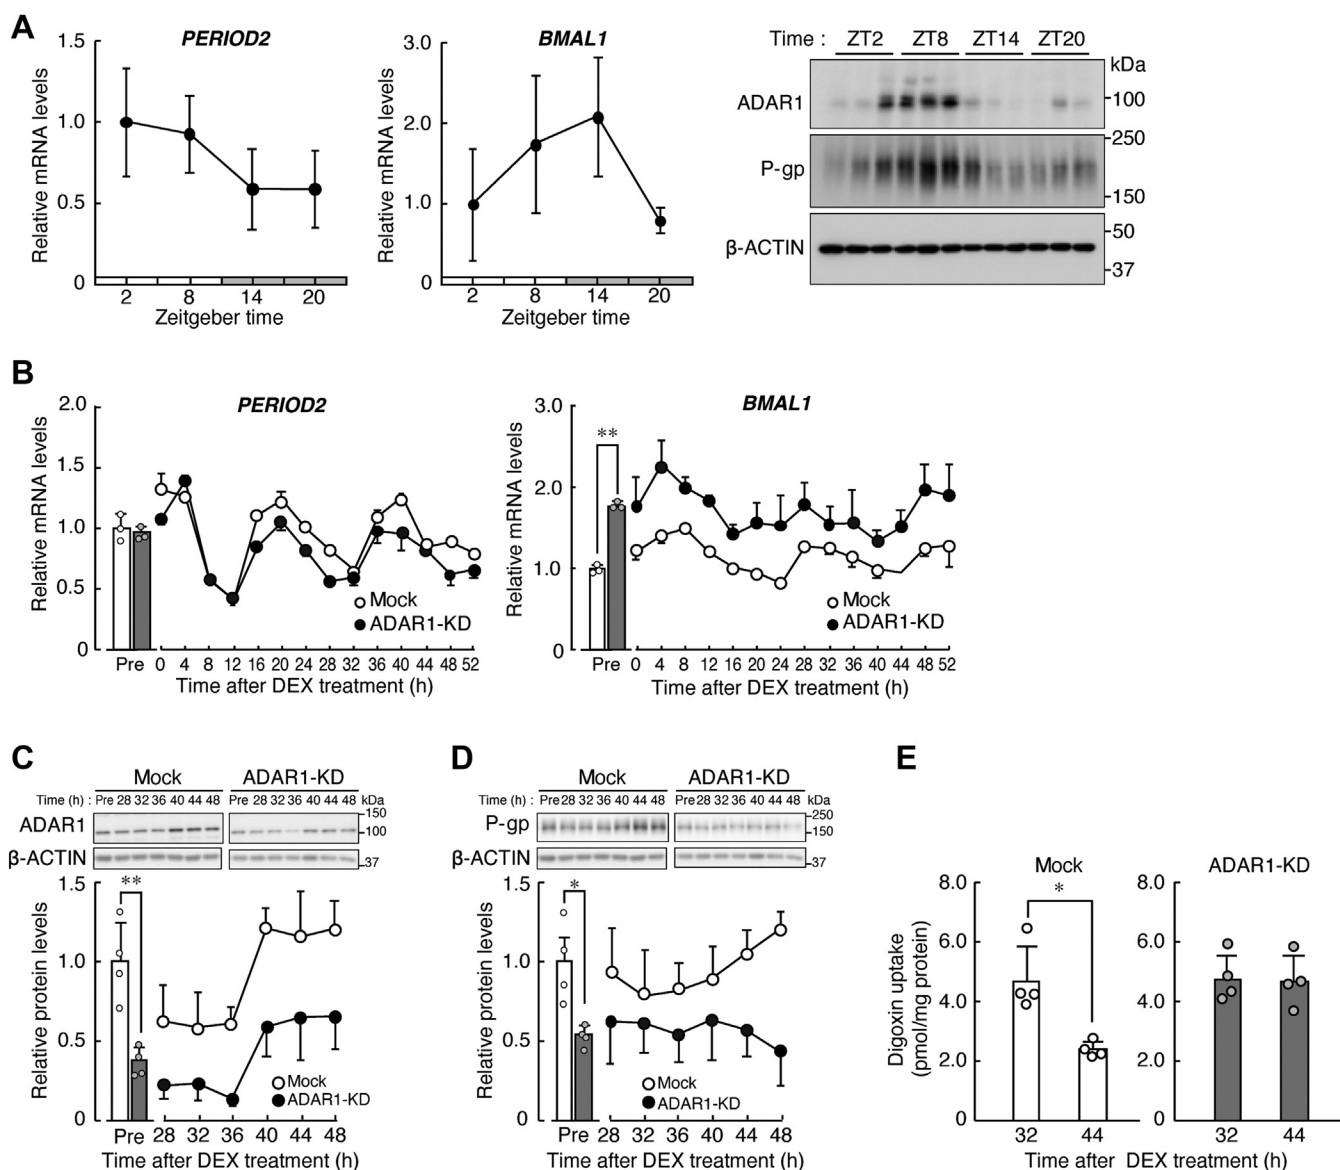 A
PERIOD2
Relative mRNA levels
1.5
1.0
0.5
0
2 8 14 20
Zeitgeber time
BMAL1
Relative mRNA levels
3.0
2.0
1.0
0
2 8 14 20
Zeitgeber time
Time : ZT2 ZT8 ZT14 ZT20
kDa
ADAR1
100
250
P-gp
150
50
β-ACTIN
37
B
PERIOD2
Relative mRNA levels
2.0
1.5
1.0
0.5
0
Mock
ADAR1-KD
Pre 0 4 8 12 16 20 24 28 32 36 40 44 48 52
Time after DEX treatment (h)
BMAL1
Relative mRNA levels
3.0
2.0
1.0
0
**
Mock
ADAR1-KD
Pre 0 4 8 12 16 20 24 28 32 36 40 44 48 52
Time after DEX treatment (h)
C
Mock ADAR1-KD
Time (h) : Pre 28 32 36 40 44 48 Pre 28 32 36 40 44 48 kDa
150
ADAR1
100
β-ACTIN
37
Relative protein levels
1.5
1.0
0.5
0
**
Mock
ADAR1-KD
Pre 28 32 36 40 44 48
Time after DEX treatment (h)
D
Mock ADAR1-KD
Time (h) : Pre 28 32 36 40 44 48 Pre 28 32 36 40 44 48 kDa
250
P-gp
150
β-ACTIN
37
Relative protein levels
1.5
1.0
0.5
0
*
Mock
ADAR1-KD
Pre 28 32 36 40 44 48
Time after DEX treatment (h)
E
Mock
Digoxin uptake
(pmol/mg protein)
8.0
6.0
4.0
2.0
0
*
32 44
ADAR1-KD
8.0
6.0
4.0
2.0
0
32 44
Time after DEX treatment (h)